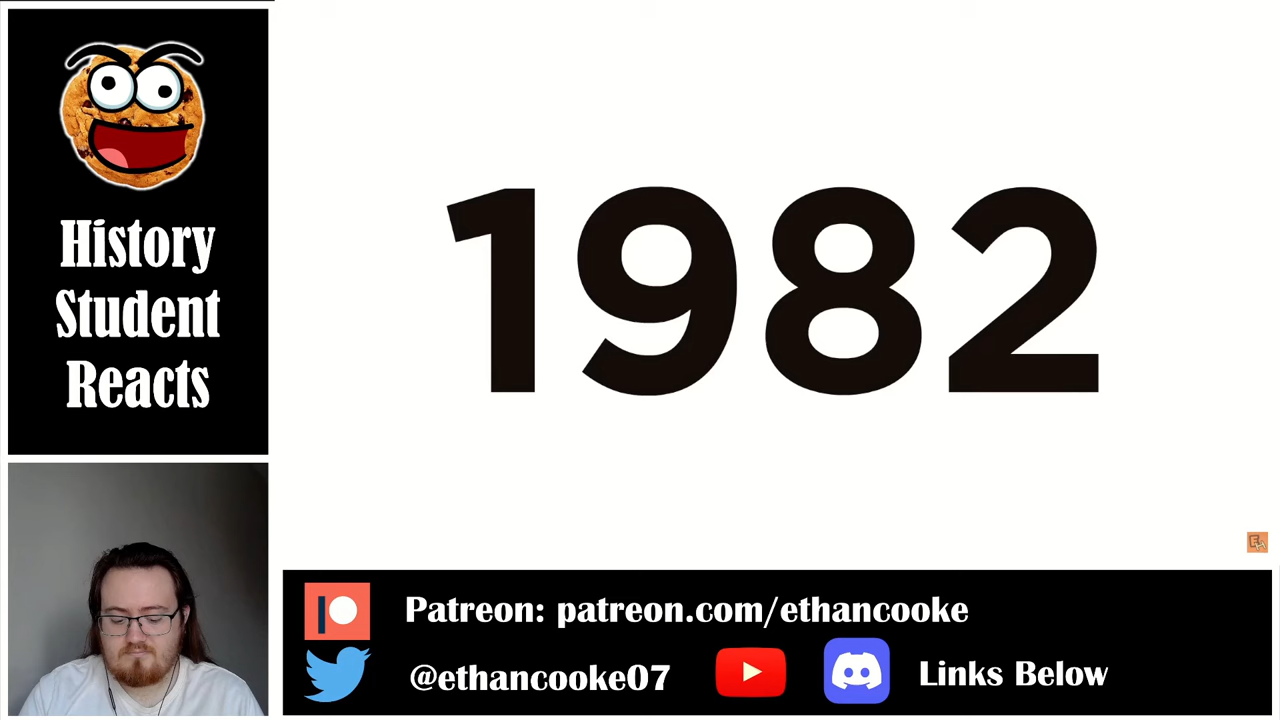 History
Student
Reacts
1982
Patreon: patreon.com/ethancooke
@ethancooke07
Links Below